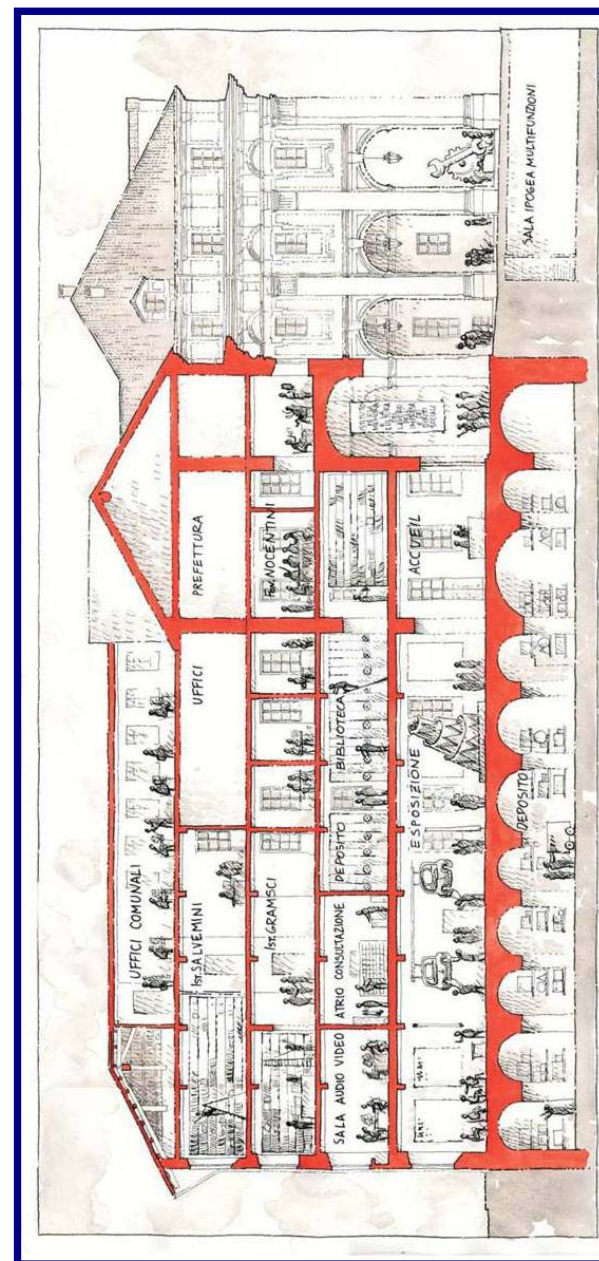 UFFICI COMUNALI
IST.SALVEMINI
UFFICI
PREFETTURA
IST.GRAMSCI
NOCENTINI
SALA AUDIO VIDEO
ATRIO CONSULTAZIONE
DEPOSITO
BIBLIOTECA
ESPOSIZIONE
ACCUEIL
DEPOSITO
SALA IPOGEA MULTIFUNZIONI